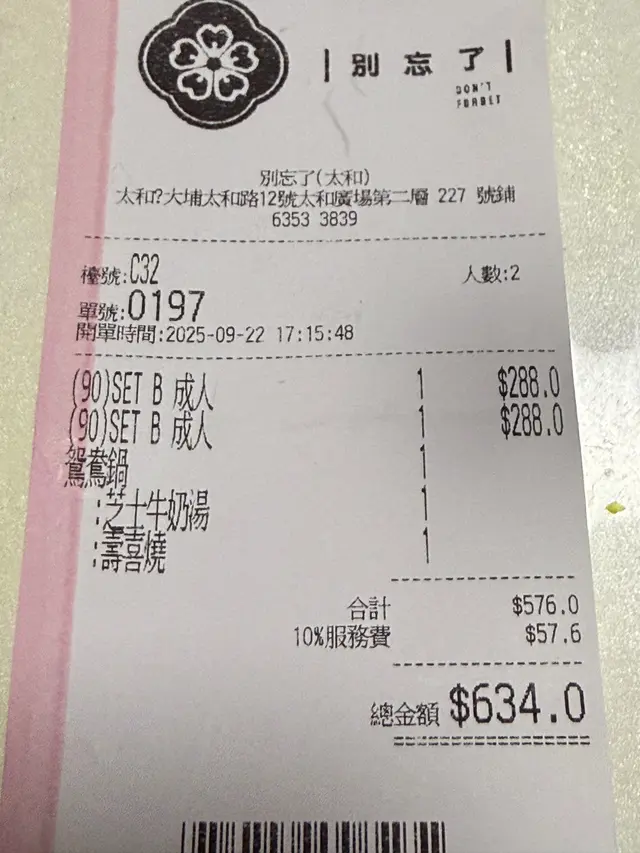 | 別忘了 |
DON'T
FORGET
別忘了(太和)
太和?大埔太和路12號太和廣場第二層 227 號鋪
6353 3839
檯號:C32 人數:2
單號:0197
開單時間:2025-09-22 17:15:48
(90)SET B 成人 1 $288.0
(90)SET B 成人 1 $288.0
鴛鴦鍋 1
:芝士牛奶湯 1
:壽喜燒 1
合計 $576.0
10%服務費 $57.6
總金額 $634.0